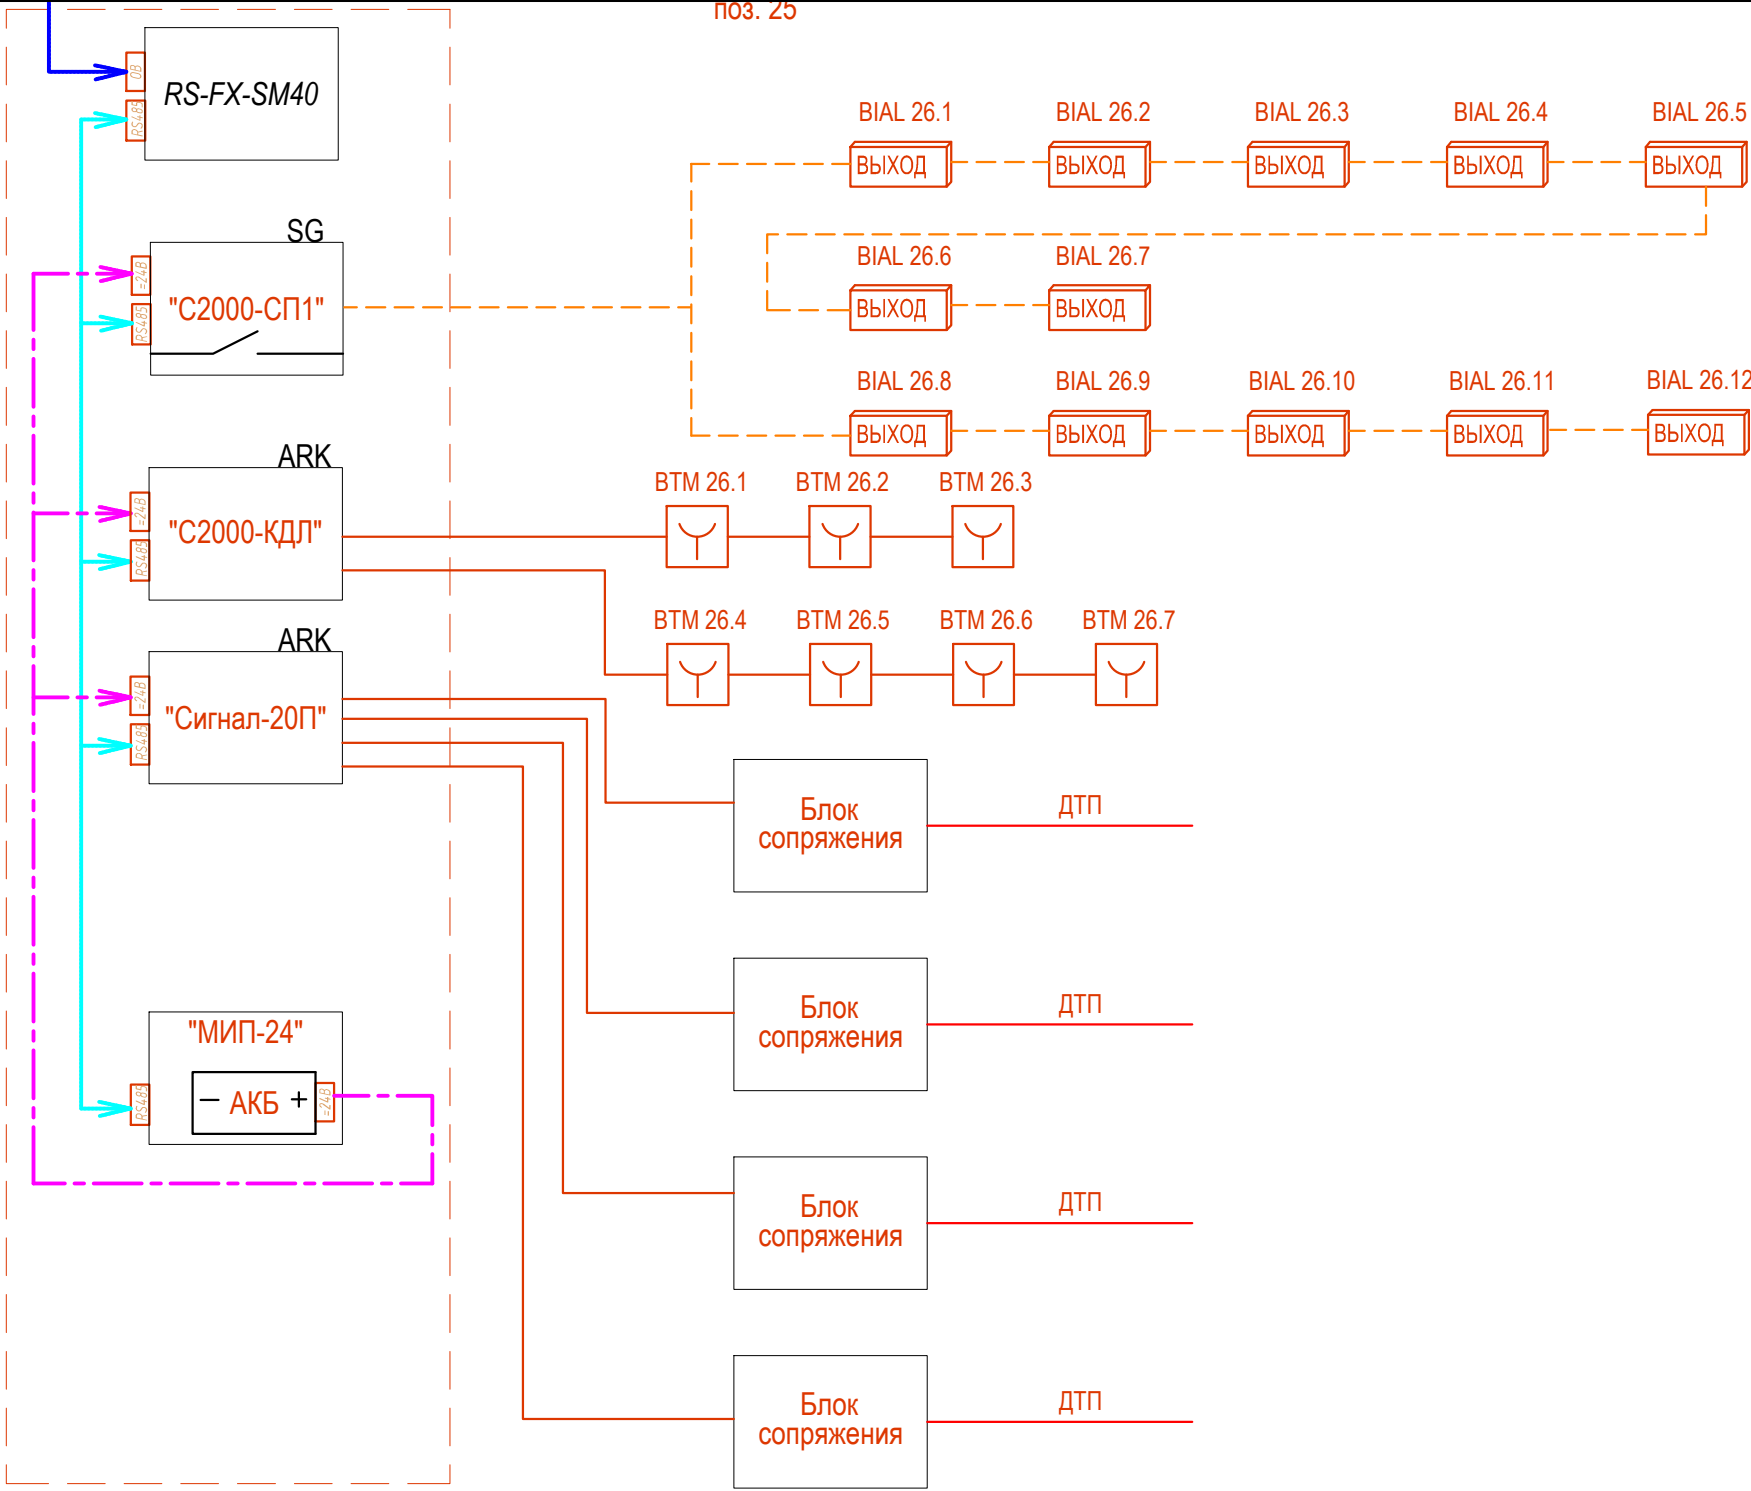 поз. 25
ОВ
RS485
RS-FX-SM40
BIAL 26.1
BIAL 26.2
BIAL 26.3
BIAL 26.4
BIAL 26.5
ВЫХОД
ВЫХОД
ВЫХОД
ВЫХОД
ВЫХОД
SG
=24В
RS485
"С2000-СП1"
BIAL 26.6
BIAL 26.7
ВЫХОД
ВЫХОД
BIAL 26.8
BIAL 26.9
BIAL 26.10
BIAL 26.11
BIAL 26.12
ВЫХОД
ВЫХОД
ВЫХОД
ВЫХОД
ВЫХОД
ARK
=24В
RS485
"С2000-КДЛ"
BTM 26.1
BTM 26.2
BTM 26.3
BTM 26.4
BTM 26.5
BTM 26.6
BTM 26.7
ARK
=24В
RS485
"Сигнал-20П"
Блок
сопряжения
ДТП
Блок
сопряжения
ДТП
"МИП-24"
RS485
− АКБ +
=24В
Блок
сопряжения
ДТП
Блок
сопряжения
ДТП